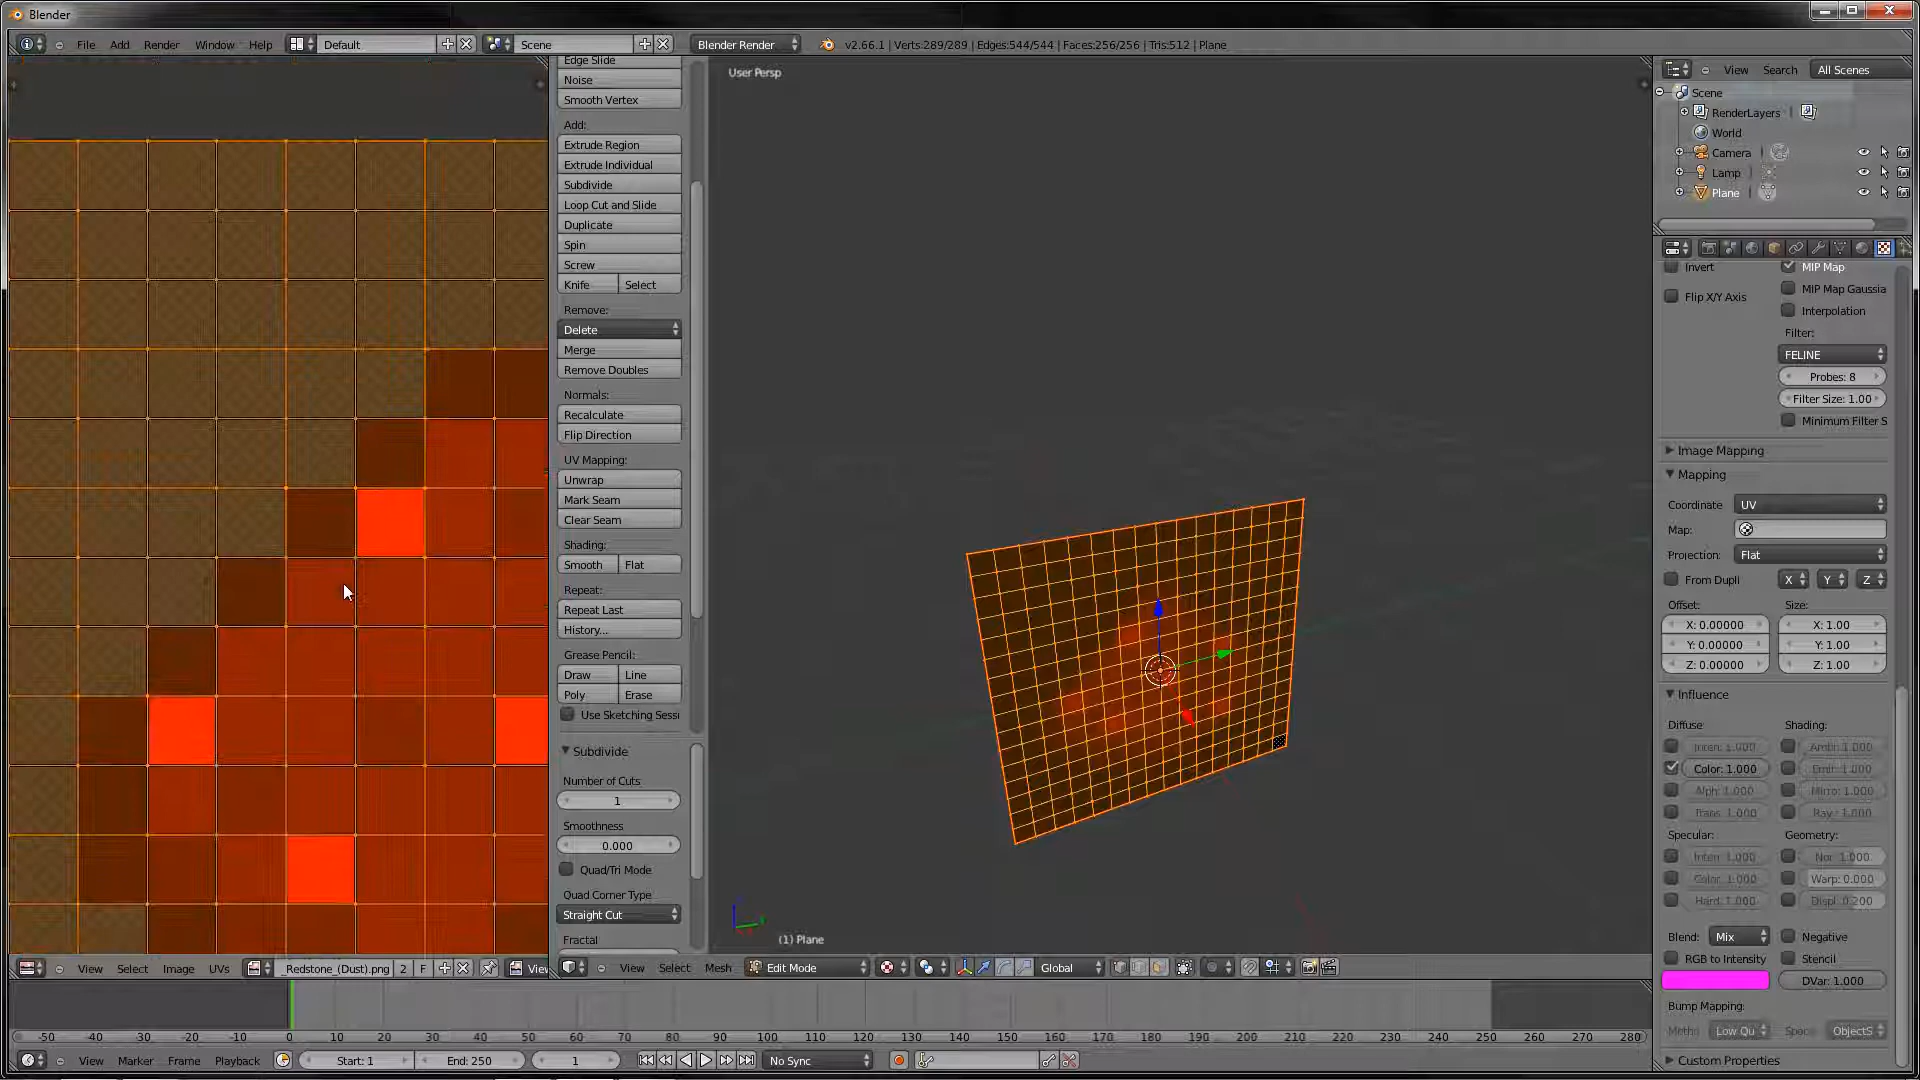 Blender
File Add Render Window Help Default Scene Blender Render v2.66.1 | Verts:289/289 | Edges:544/544 | Faces:256/256 | Tris:512 | Plane
Edge Slide
Noise
Smooth Vertex
Add:
Extrude Region
Extrude Individual
Subdivide
Loop Cut and Slide
Duplicate
Spin
Screw
Knife Select
Remove:
Delete
Merge
Remove Doubles
Normals:
Recalculate
Flip Direction
UV Mapping:
Unwrap
Mark Seam
Clear Seam
Shading:
Smooth Flat
Repeat:
Repeat Last
History...
Grease Pencil:
Draw Line
Poly Erase
Use Sketching Sessi
Subdivide
Number of Cuts
1
Smoothness
0.000
Quad/Tri Mode
Quad Corner Type
Straight Cut
Fractal
User Persp
(1) Plane
View Search All Scenes
Scene
RenderLayers
World
Camera
Lamp
Plane
Invert MIP Map
MIP Map Gaussia
Flip X/Y Axis
Interpolation
Filter:
FELINE
Probes: 8
Filter Size: 1.00
Minimum Filter S
Image Mapping
Mapping
Coordinate UV
Map:
Projection: Flat
From Dupli X Y Z
Offset: Size:
X: 0.00000 X: 1.00
Y: 0.00000 Y: 1.00
Z: 0.00000 Z: 1.00
Influence
Diffuse: Shading:
Inten: 1.000 Ambi: 1.000
Color: 1.000 Emit: 1.000
Alph: 1.000 Mirro: 1.000
Trans: 1.000 Ray: 1.000
Specular: Geometry:
Inten: 1.000 Nor: 1.000
Color: 1.000 Warp: 0.000
Hard: 1.000 Displ: 0.200
Blend: Mix Negative
RGB to Intensity Stencil
DVar: 1.000
Bump Mapping:
Metho Low Qu Space ObjectS
Custom Properties
View Select Image UVs _Redstone_(Dust).png 2 F View
View Select Mesh Edit Mode Global
-50 -40 -30 -20 -10 0 10 20 30 40 50 60 70 80 90 100 110 120 130 140 150 160 170 180 190 200 210 220 230 240 250 260 270 280
View Marker Frame Playback Start: 1 End: 250 1 No Sync